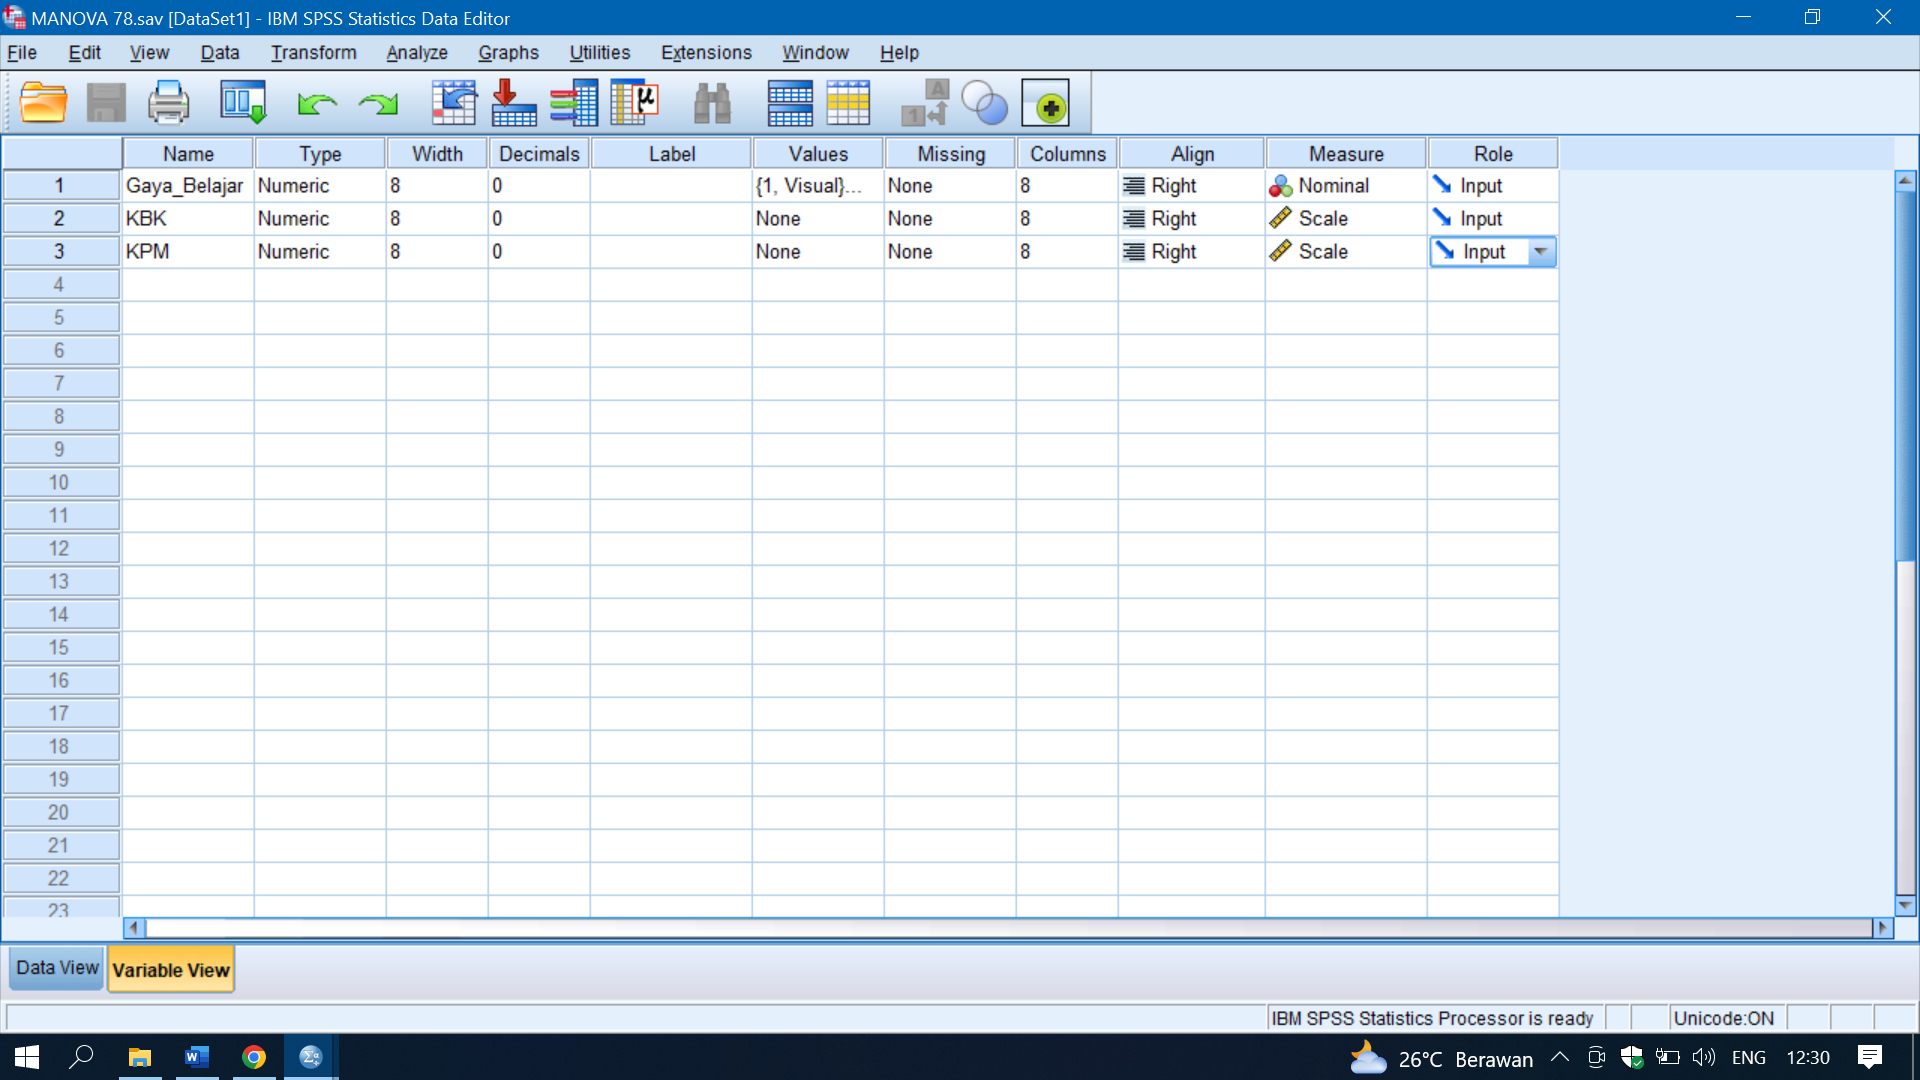 MANOVA 78.sav [DataSet1] - IBM SPSS Statistics Data Editor
File Edit View Data Transform Analyze Graphs Utilities Extensions Window Help
Name Type Width Decimals Label Values Missing Columns Align Measure Role
1 Gaya_Belajar Numeric 8 0 {1, Visual}... None 8 Right Nominal Input
2 KBK Numeric 8 0 None None 8 Right Scale Input
3 KPM Numeric 8 0 None None 8 Right Scale Input
4
5
6
7
8
9
10
11
12
13
14
15
16
17
18
19
20
21
22
23
Data View Variable View
IBM SPSS Statistics Processor is ready Unicode:ON
26°C Berawan ENG 12:30